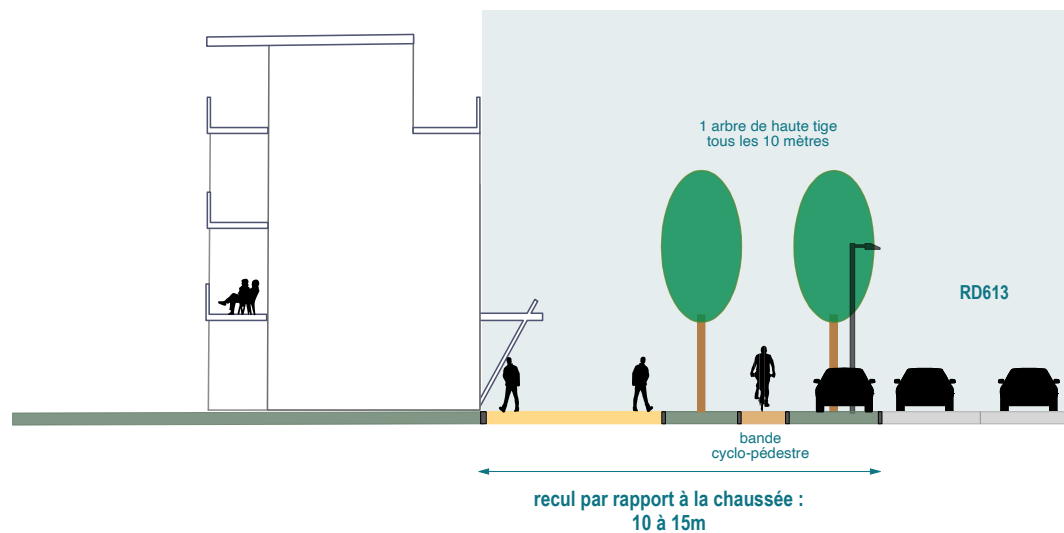 1 arbre de haute tige
tous les 10 mètres
RD613
bande
cyclo-pédestre
recul par rapport à la chaussée :
10 à 15m